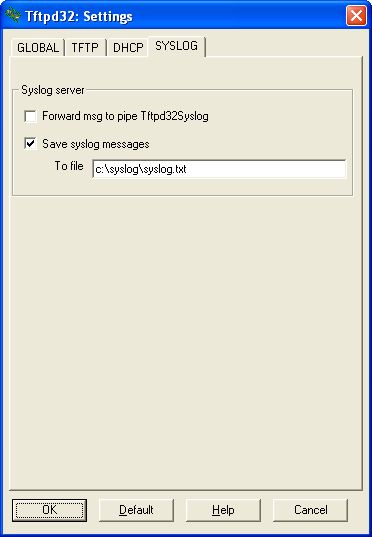 Tftpd32: Settings
GLOBAL TFTP DHCP SYSLOG
Syslog server
Forward msg to pipe Tftpd32Syslog
Save syslog messages
To file c:\syslog\syslog.txt
OK Default Help Cancel